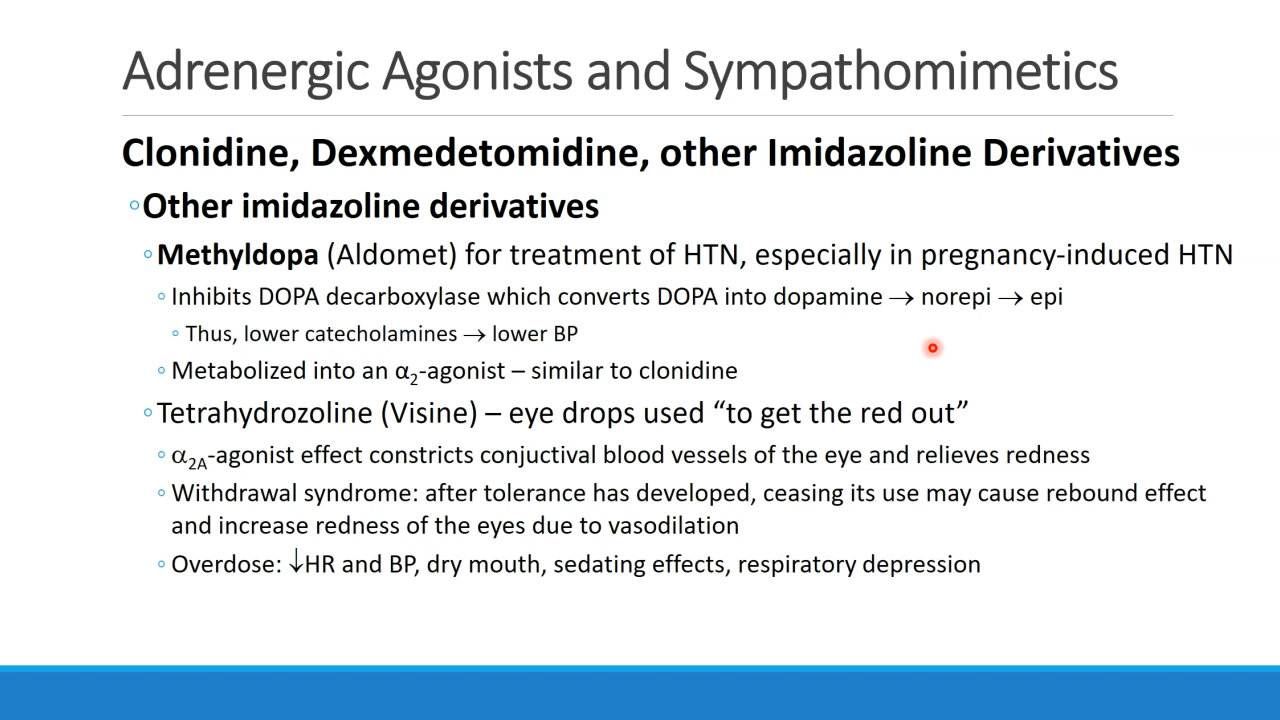 Adrenergic Agonists and Sympathomimetics
Clonidine, Dexmedetomidine, other Imidazoline Derivatives
◦Other imidazoline derivatives
◦Methyldopa (Aldomet) for treatment of HTN, especially in pregnancy-induced HTN
◦ Inhibits DOPA decarboxylase which converts DOPA into dopamine → norepi → epi
◦ Thus, lower catecholamines → lower BP
◦ Metabolized into an α₂-agonist – similar to clonidine
◦Tetrahydrozoline (Visine) – eye drops used “to get the red out”
◦ α₂A-agonist effect constricts conjuctival blood vessels of the eye and relieves redness
◦ Withdrawal syndrome: after tolerance has developed, ceasing its use may cause rebound effect
and increase redness of the eyes due to vasodilation
◦ Overdose: ↓HR and BP, dry mouth, sedating effects, respiratory depression